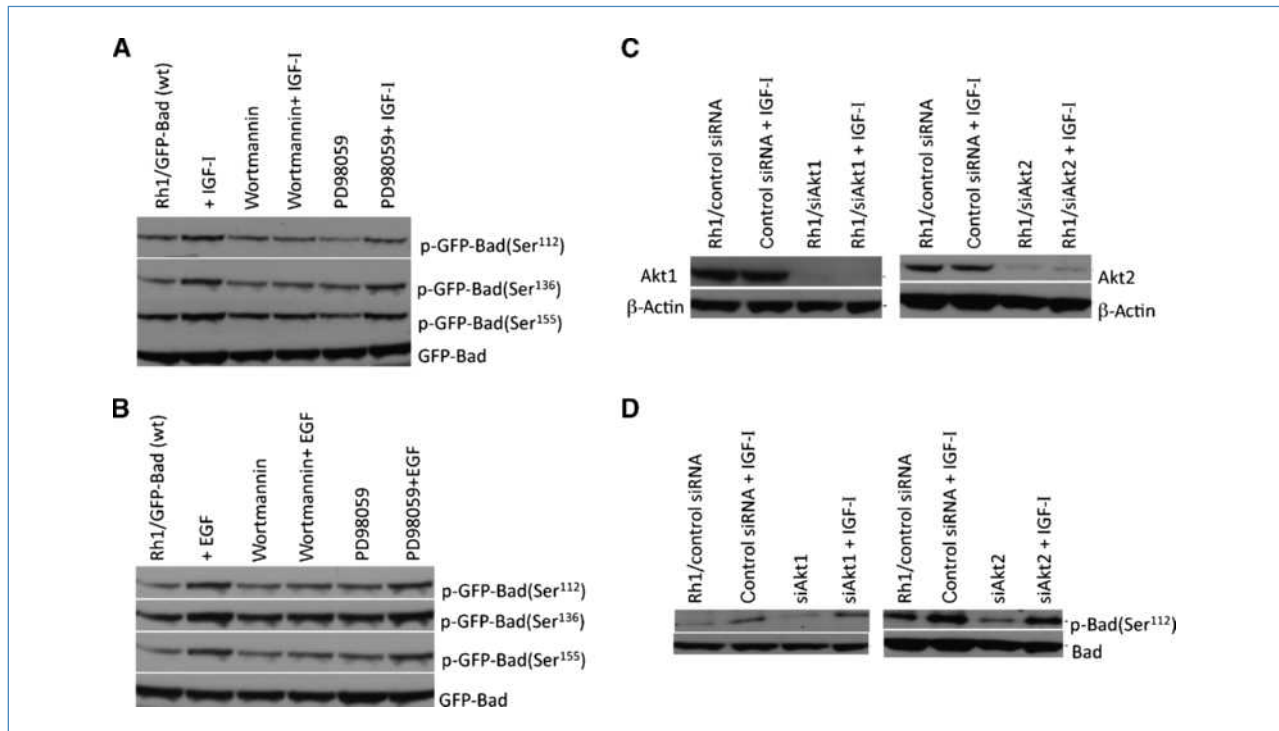 A
Rh1/GFP-Bad (wt)
+ IGF-I
Wortmannin
Wortmannin+ IGF-I
PD98059
PD98059+ IGF-I
p-GFP-Bad(Ser¹¹²)
p-GFP-Bad(Ser¹³⁶)
p-GFP-Bad(Ser¹⁵⁵)
GFP-Bad
B
Rh1/GFP-Bad (wt)
+ EGF
Wortmannin
Wortmannin+ EGF
PD98059
PD98059+EGF
p-GFP-Bad(Ser¹¹²)
p-GFP-Bad(Ser¹³⁶)
p-GFP-Bad(Ser¹⁵⁵)
GFP-Bad
C
Rh1/control siRNA
Control siRNA + IGF-I
Rh1/siAkt1
Rh1/siAkt1 + IGF-I
Rh1/control siRNA
Control siRNA + IGF-I
Rh1/siAkt2
Rh1/siAkt2 + IGF-I
Akt1
Akt2
β-Actin
β-Actin
D
Rh1/control siRNA
Control siRNA + IGF-I
siAkt1
siAkt1 + IGF-I
Rh1/control siRNA
Control siRNA + IGF-I
siAkt2
siAkt2 + IGF-I
p-Bad(Ser¹¹²)
Bad